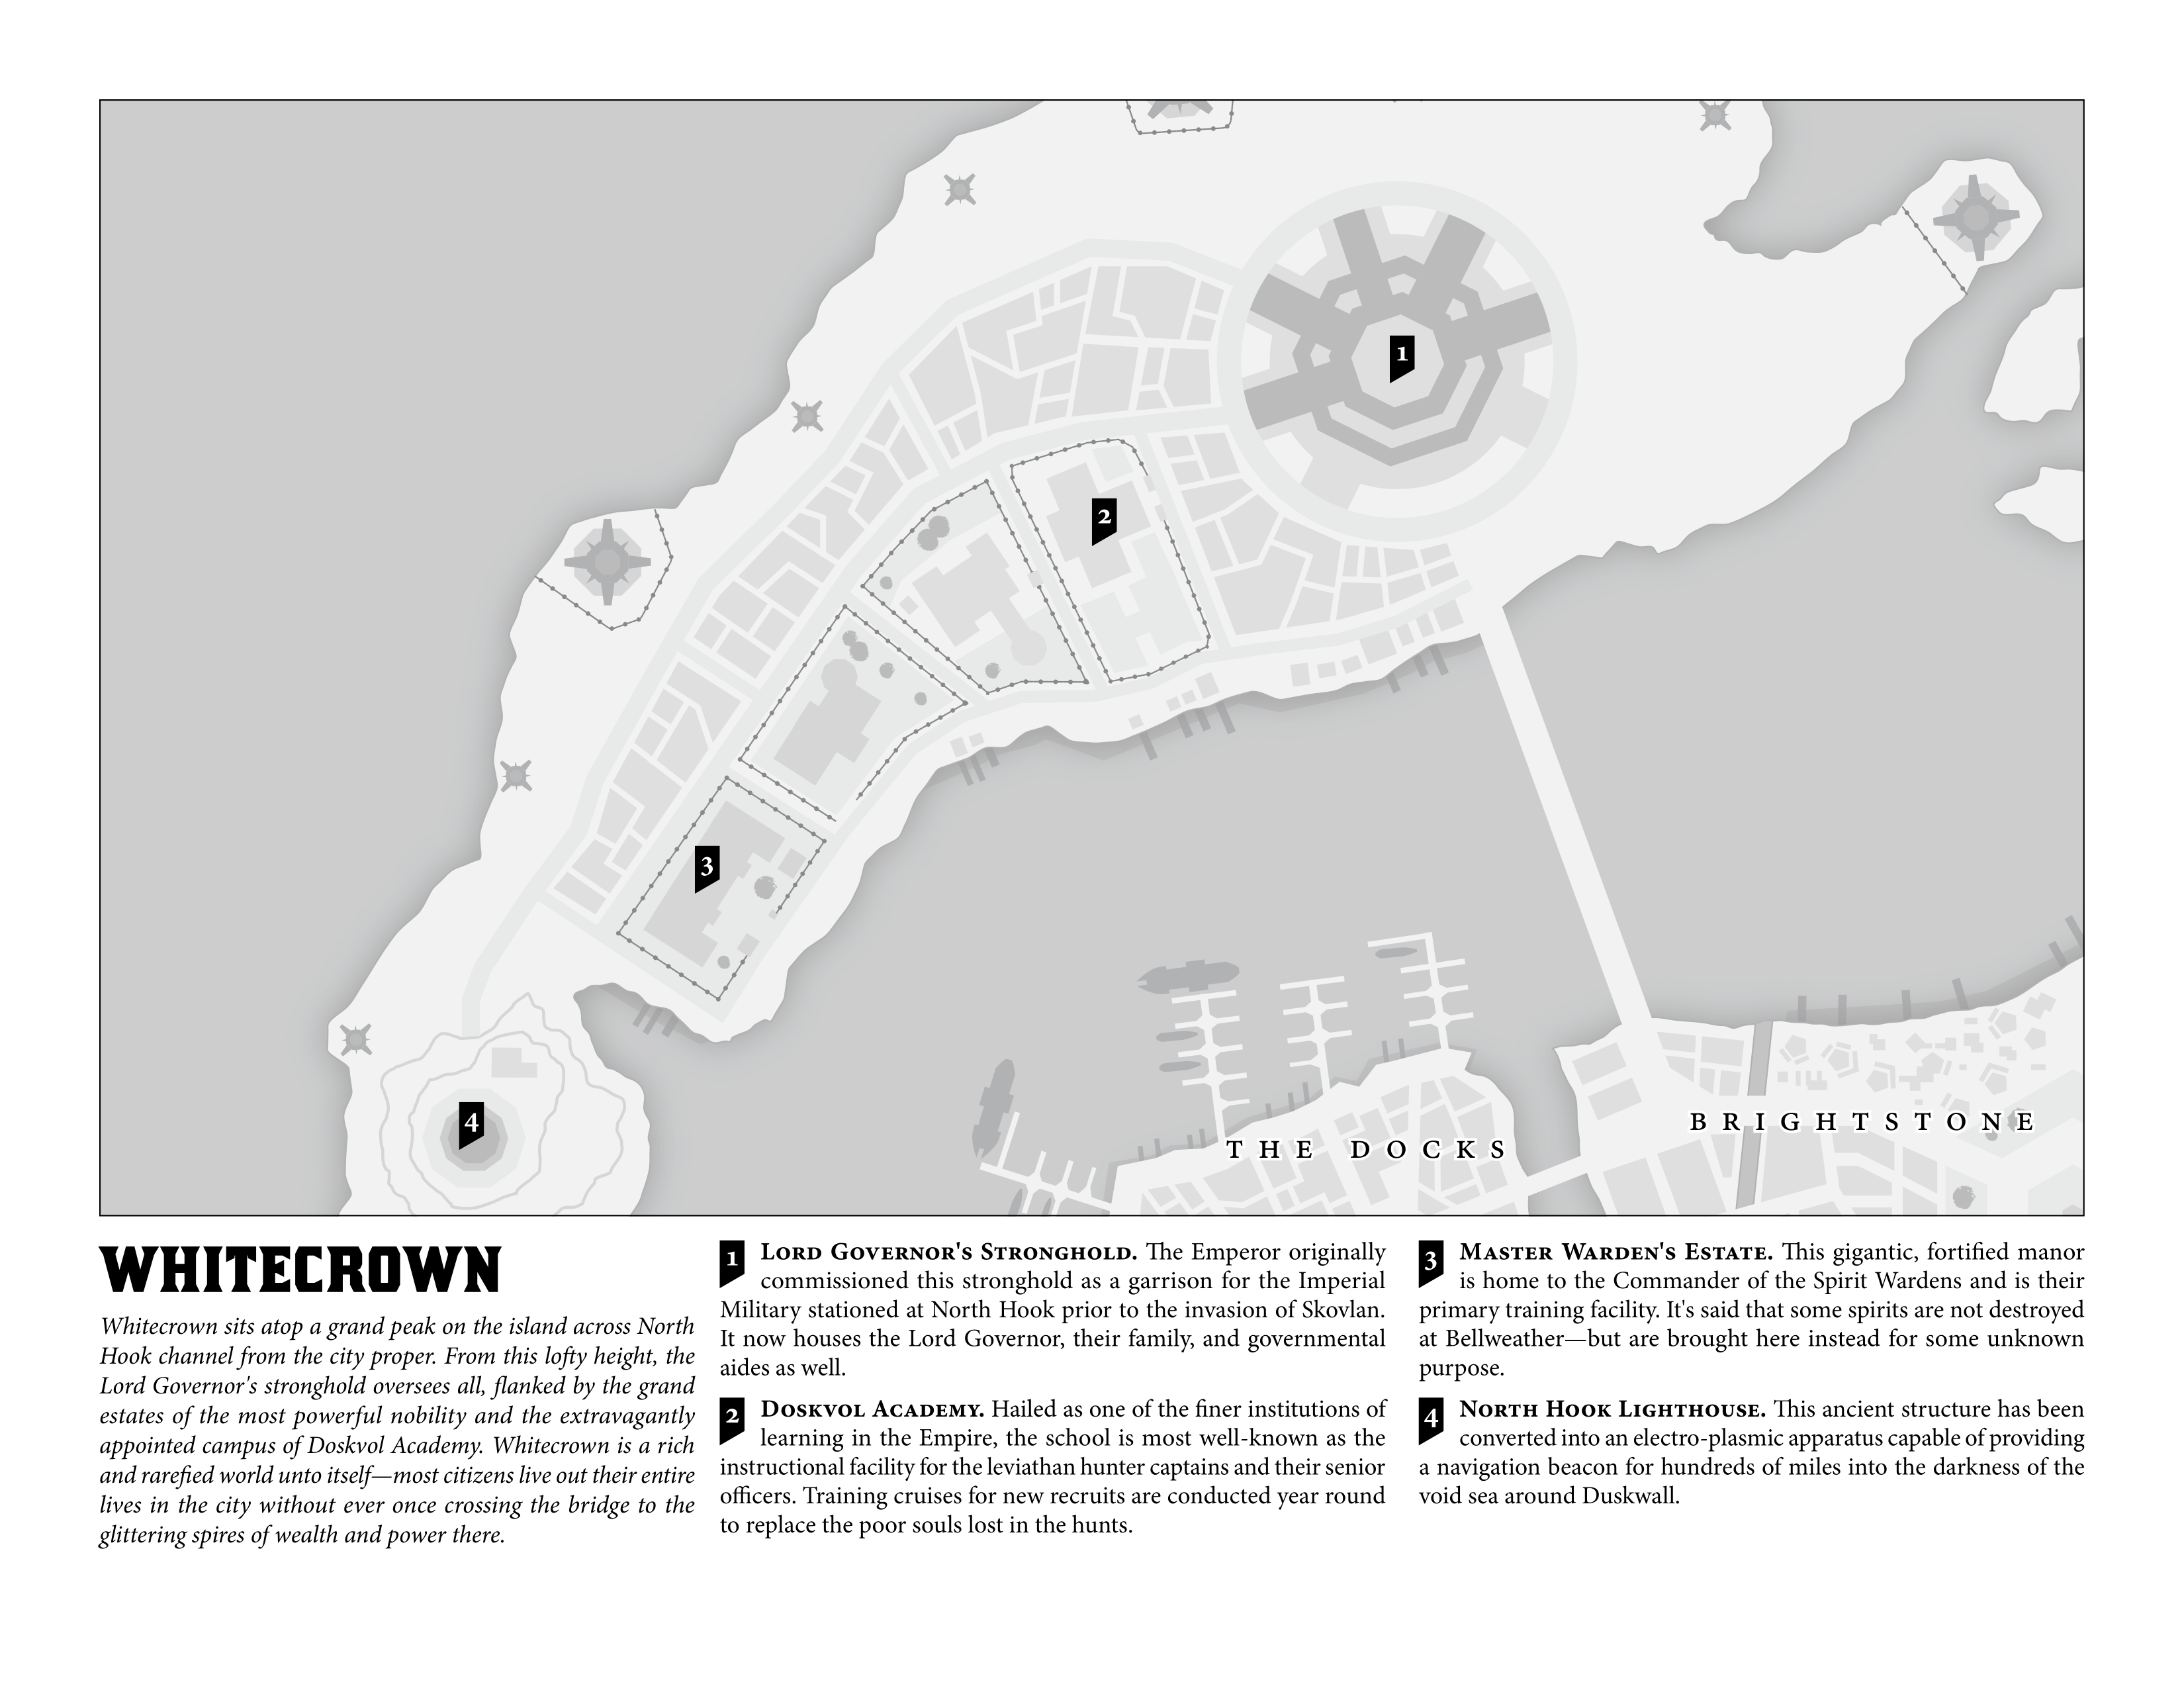 1
2
3
4
THE DOCKS
BRIGHTSTONE
WHITECROWN
Whitecrown sits atop a grand peak on the island across North
Hook channel from the city proper. From this lofty height, the
Lord Governor's stronghold oversees all, flanked by the grand
estates of the most powerful nobility and the extravagantly
appointed campus of Doskvol Academy. Whitecrown is a rich
and rarefied world unto itself—most citizens live out their entire
lives in the city without ever once crossing the bridge to the
glittering spires of wealth and power there.
1 Lord Governor's Stronghold. The Emperor originally
commissioned this stronghold as a garrison for the Imperial
Military stationed at North Hook prior to the invasion of Skovlan.
It now houses the Lord Governor, their family, and governmental
aides as well.
2 Doskvol Academy. Hailed as one of the finer institutions of
learning in the Empire, the school is most well-known as the
instructional facility for the leviathan hunter captains and their senior
officers. Training cruises for new recruits are conducted year round
to replace the poor souls lost in the hunts.
3 Master Warden's Estate. This gigantic, fortified manor
is home to the Commander of the Spirit Wardens and is their
primary training facility. It's said that some spirits are not destroyed
at Bellweather—but are brought here instead for some unknown
purpose.
4 North Hook Lighthouse. This ancient structure has been
converted into an electro-plasmic apparatus capable of providing
a navigation beacon for hundreds of miles into the darkness of the
void sea around Duskwall.